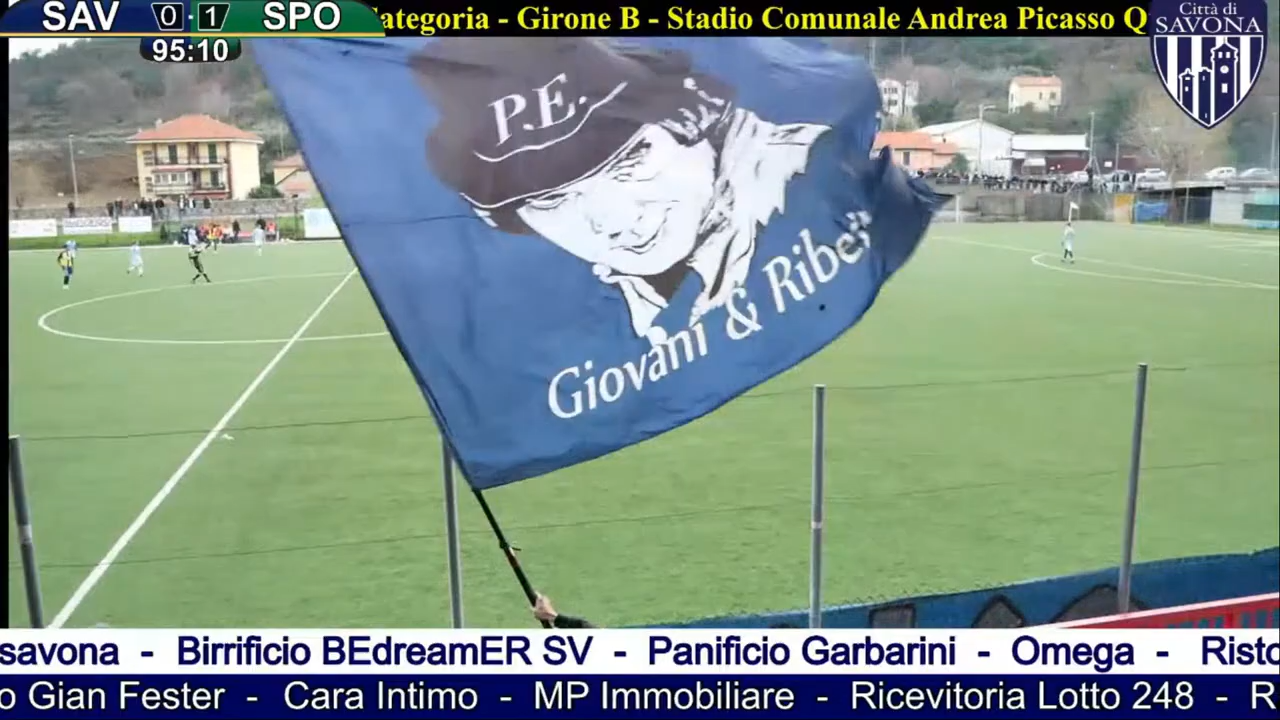 SAV 0 - 1 SPO
95:10
Categoria - Girone B - Stadio Comunale Andrea Picasso Q
Città di
SAVONA
P.E.
Giovani & Ribelli
savona - Birrificio BEdreamER SV - Panificio Garbarini - Omega - Risto
o Gian Fester - Cara Intimo - MP Immobiliare - Ricevitoria Lotto 248 - R